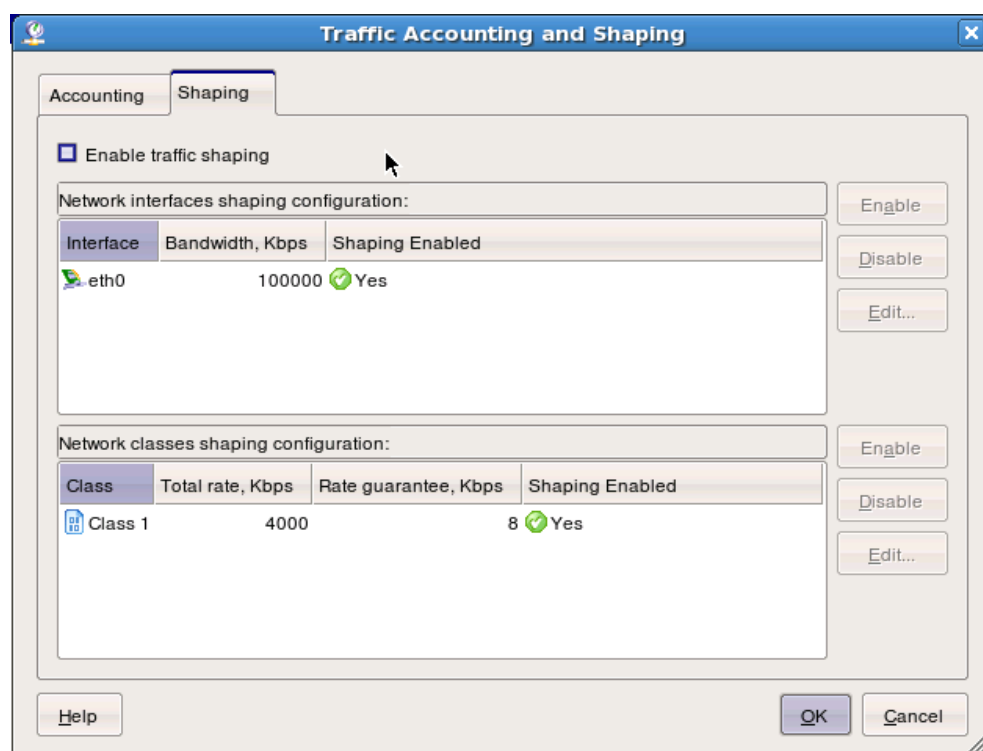 Traffic Accounting and Shaping
Accounting Shaping
Enable traffic shaping
Network interfaces shaping configuration:
Enable
Interface Bandwidth, Kbps Shaping Enabled
Disable
eth0 100000 Yes
Edit...
Network classes shaping configuration:
Enable
Class Total rate, Kbps Rate guarantee, Kbps Shaping Enabled
Disable
Class 1 4000 8 Yes
Edit...
Help OK Cancel